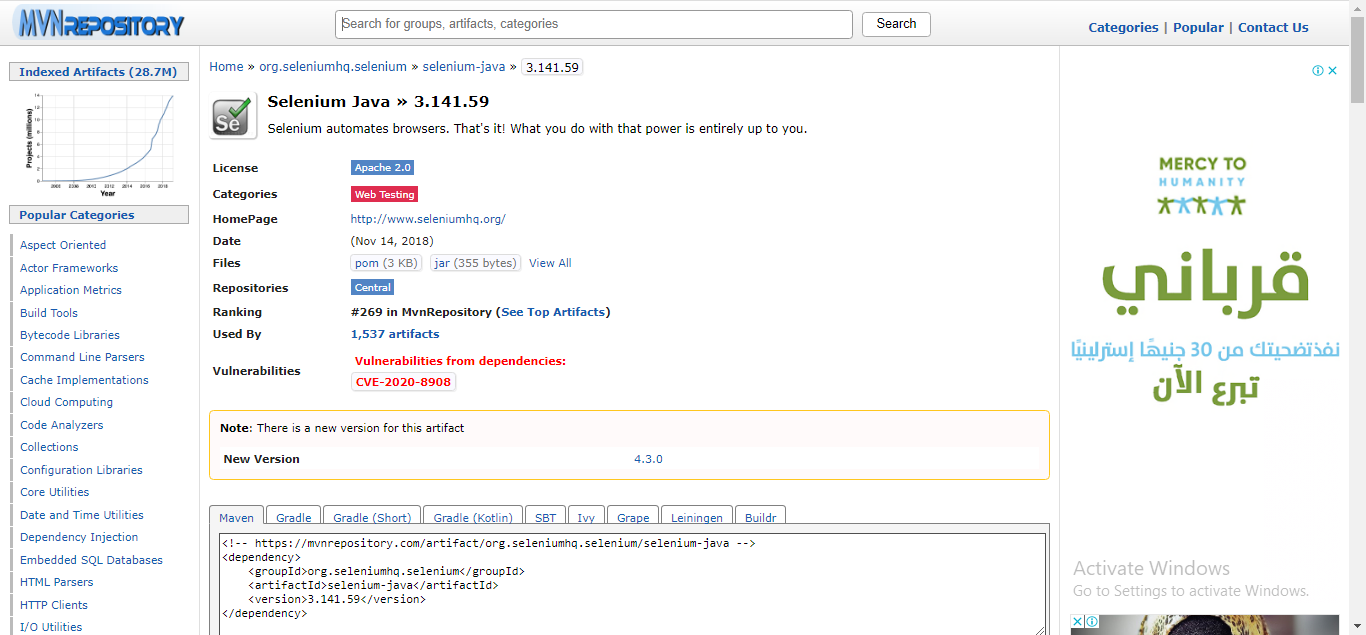 MVNREPOSITORY
Search for groups, artifacts, categories
Search
Categories | Popular | Contact Us
Indexed Artifacts (28.7M)
Projects (millions)
Year
Popular Categories
Aspect Oriented
Actor Frameworks
Application Metrics
Build Tools
Bytecode Libraries
Command Line Parsers
Cache Implementations
Cloud Computing
Code Analyzers
Collections
Configuration Libraries
Core Utilities
Date and Time Utilities
Dependency Injection
Embedded SQL Databases
HTML Parsers
HTTP Clients
I/O Utilities
Home » org.seleniumhq.selenium » selenium-java » 3.141.59
Se
Selenium Java » 3.141.59
Selenium automates browsers. That's it! What you do with that power is entirely up to you.
License Apache 2.0
Categories Web Testing
HomePage http://www.seleniumhq.org/
Date (Nov 14, 2018)
Files pom (3 KB) jar (355 bytes) View All
Repositories Central
Ranking #269 in MvnRepository (See Top Artifacts)
Used By 1,537 artifacts
Vulnerabilities Vulnerabilities from dependencies:
CVE-2020-8908
Note: There is a new version for this artifact
New Version 4.3.0
Maven Gradle Gradle (Short) Gradle (Kotlin) SBT Ivy Grape Leiningen Buildr
<!-- https://mvnrepository.com/artifact/org.seleniumhq.selenium/selenium-java -->
<dependency>
    <groupId>org.seleniumhq.selenium</groupId>
    <artifactId>selenium-java</artifactId>
    <version>3.141.59</version>
</dependency>
MERCY TO
HUMANITY
قرباني
نفذتضحيتك من 30 جنيهًا إسترلينيًا
تبرع الآن
Activate Windows
Go to Settings to activate Windows.